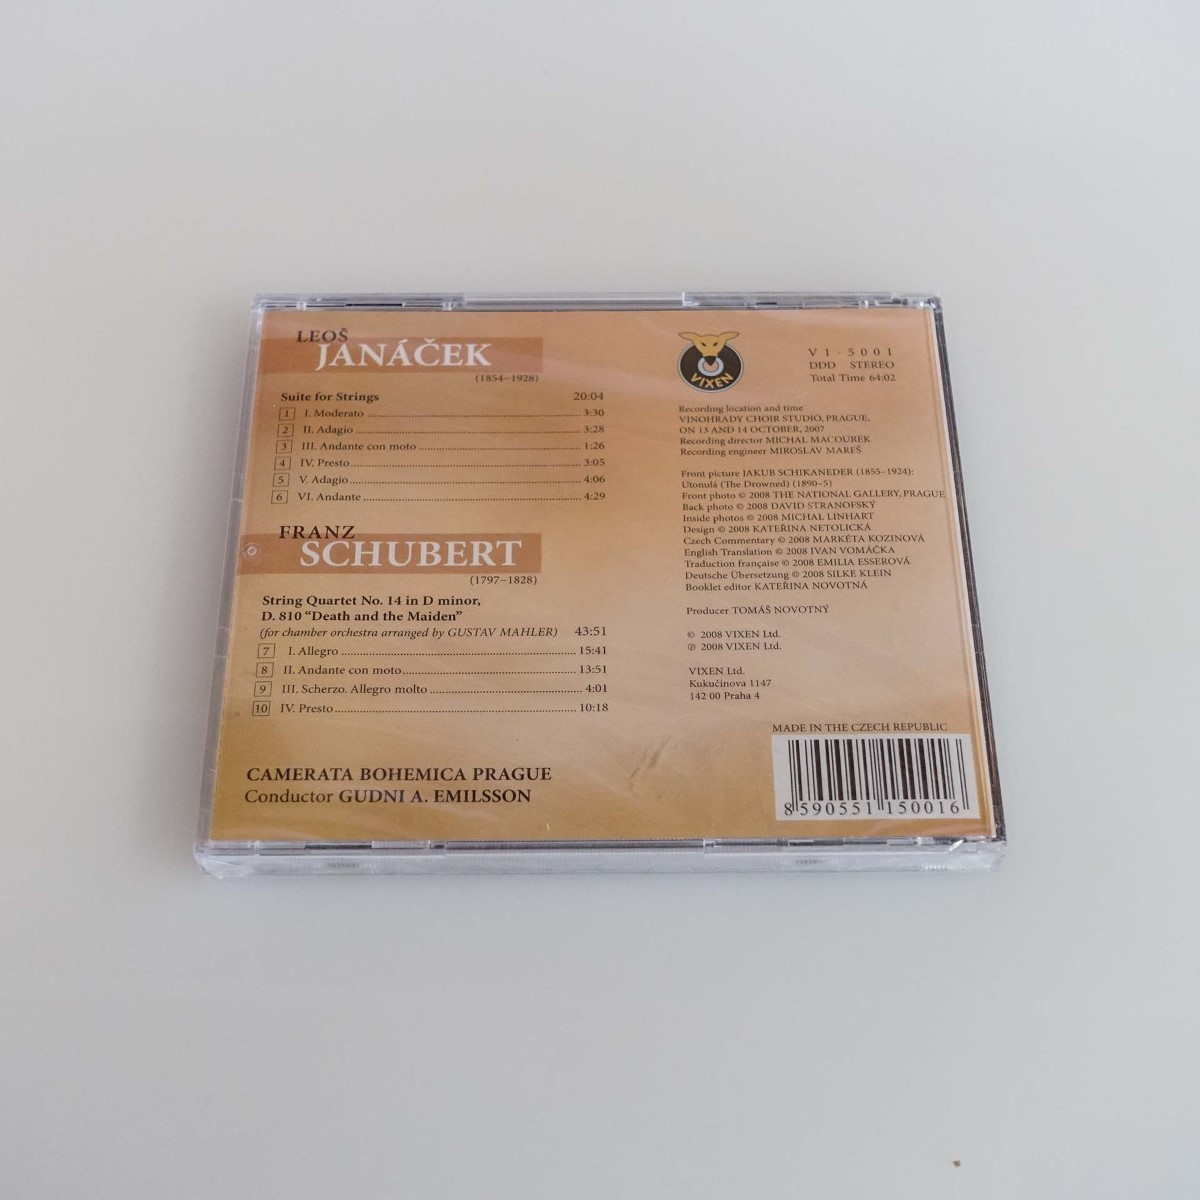 LEOŠ
JANÁČEK
(1854–1928)
Suite for Strings 20:04
1 I. Moderato 3:30
2 II. Adagio 3:28
3 III. Andante con moto 1:26
4 IV. Presto 3:05
5 V. Adagio 4:06
6 VI. Andante 4:29
FRANZ
SCHUBERT
(1797–1828)
String Quartet No. 14 in D minor,
D. 810 “Death and the Maiden”
(for chamber orchestra arranged by GUSTAV MAHLER) 43:51
7 I. Allegro 15:41
8 II. Andante con moto 13:51
9 III. Scherzo. Allegro molto 4:01
10 IV. Presto 10:18
CAMERATA BOHEMICA PRAGUE
Conductor GUDNI A. EMILSSON
VIXEN
V1-5001
DDD STEREO
Total Time 64:02
Recording location and time
VINOHRADY CHOIR STUDIO, PRAGUE,
ON 13 AND 14 OCTOBER, 2007
Recording director MICHAL MACOUREK
Recording engineer MIROSLAV MAREŠ
Front picture JAKUB SCHIKANEDER (1855–1924):
Utonulá (The Drowned) (1890–5)
Front photo © 2008 THE NATIONAL GALLERY, PRAGUE
Back photo © 2008 DAVID STRANOFSKÝ
Inside photos © 2008 MICHAL LINHART
Design © 2008 KATEŘINA NETOLICKÁ
Czech Commentary © 2008 MARKÉTA KOZINOVÁ
English Translation © 2008 IVAN VOMÁČKA
Traduction française © 2008 EMILIA ESSEROVÁ
Deutsche Übersetzung © 2008 SILKE KLEIN
Booklet editor KATEŘINA NOVOTNÁ
Producer TOMÁŠ NOVOTNÝ
© 2008 VIXEN Ltd.
℗ 2008 VIXEN Ltd.
VIXEN Ltd.
Kukučínova 1147
142 00 Praha 4
MADE IN THE CZECH REPUBLIC
8 590551 150016